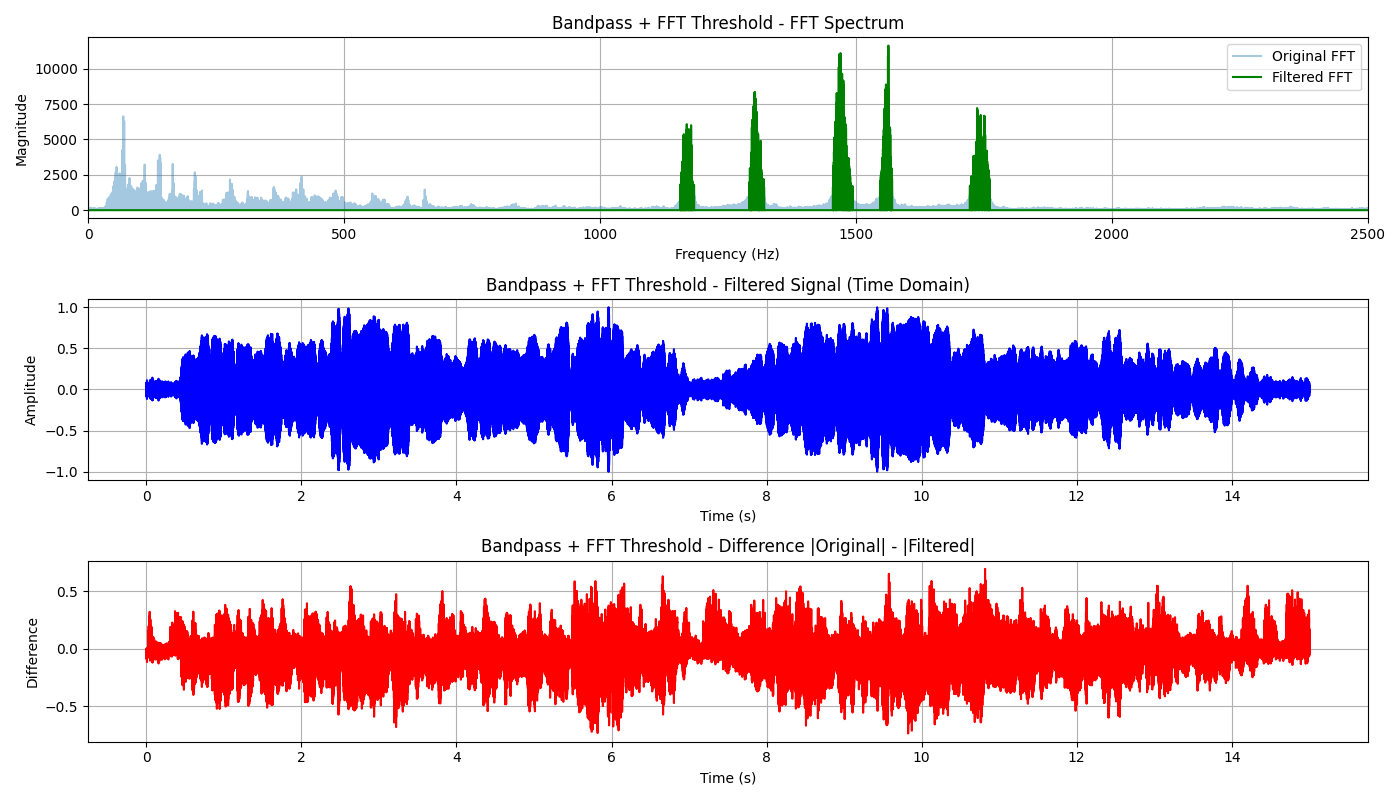 Bandpass + FFT Threshold - FFT Spectrum
Magnitude
10000
7500
5000
2500
0
Original FFT
Filtered FFT
0 500 1000 1500 2000 2500
Frequency (Hz)
Bandpass + FFT Threshold - Filtered Signal (Time Domain)
Amplitude
1.0
0.5
0.0
−0.5
−1.0
0 2 4 6 8 10 12 14
Time (s)
Bandpass + FFT Threshold - Difference |Original| - |Filtered|
Difference
0.5
0.0
−0.5
0 2 4 6 8 10 12 14
Time (s)